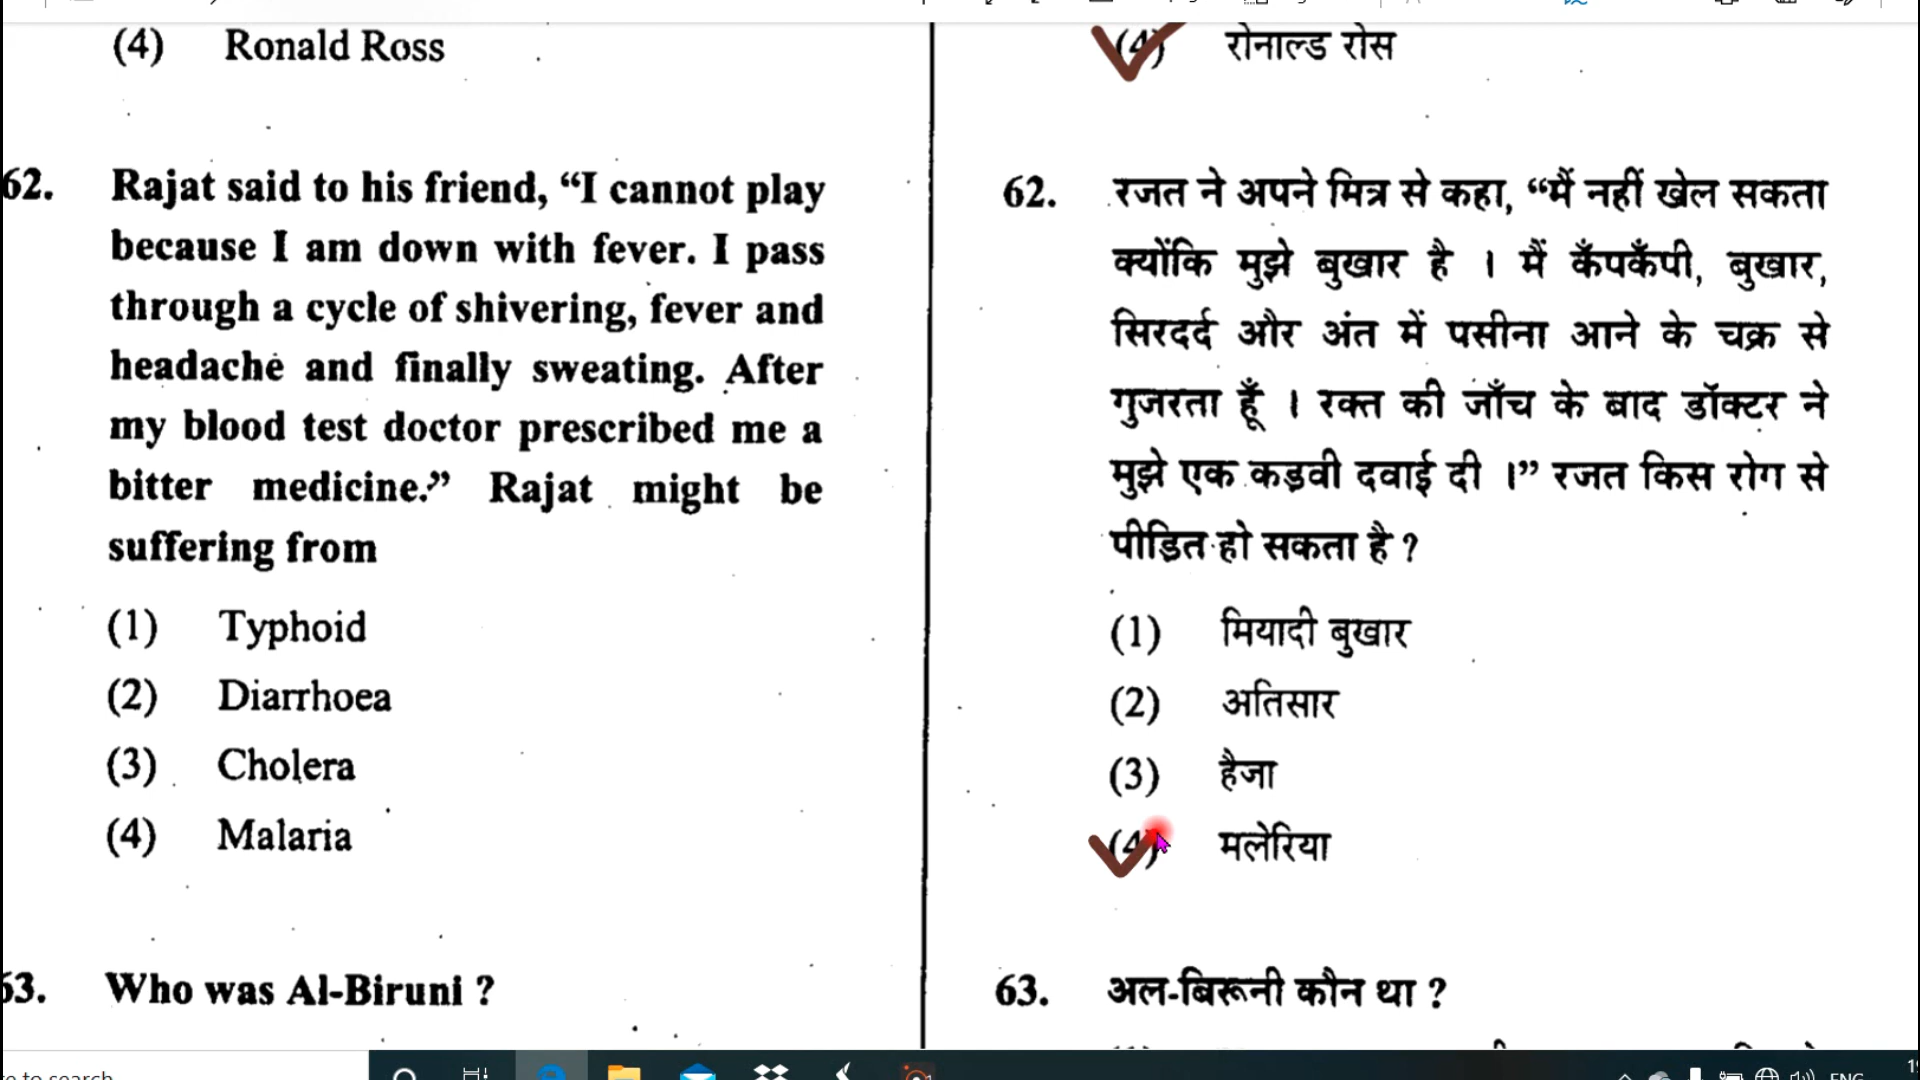 (4) Ronald Ross
62. Rajat said to his friend, “I cannot play
because I am down with fever. I pass
through a cycle of shivering, fever and
headache and finally sweating. After
my blood test doctor prescribed me a
bitter medicine.” Rajat might be
suffering from
(1) Typhoid
(2) Diarrhoea
(3) Cholera
(4) Malaria
63. Who was Al-Biruni ?
(4) रोनाल्ड रोस
62. रजत ने अपने मित्र से कहा, “मैं नहीं खेल सकता
क्योंकि मुझे बुखार है । मैं कँपकँपी, बुखार,
सिरदर्द और अंत में पसीना आने के चक्र से
गुजरता हूँ । रक्त की जाँच के बाद डॉक्टर ने
मुझे एक कड़वी दवाई दी ।” रजत किस रोग से
पीड़ित हो सकता है ?
(1) मियादी बुखार
(2) अतिसार
(3) हैजा
(4) मलेरिया
63. अल-बिरूनी कौन था ?
to search
ENG